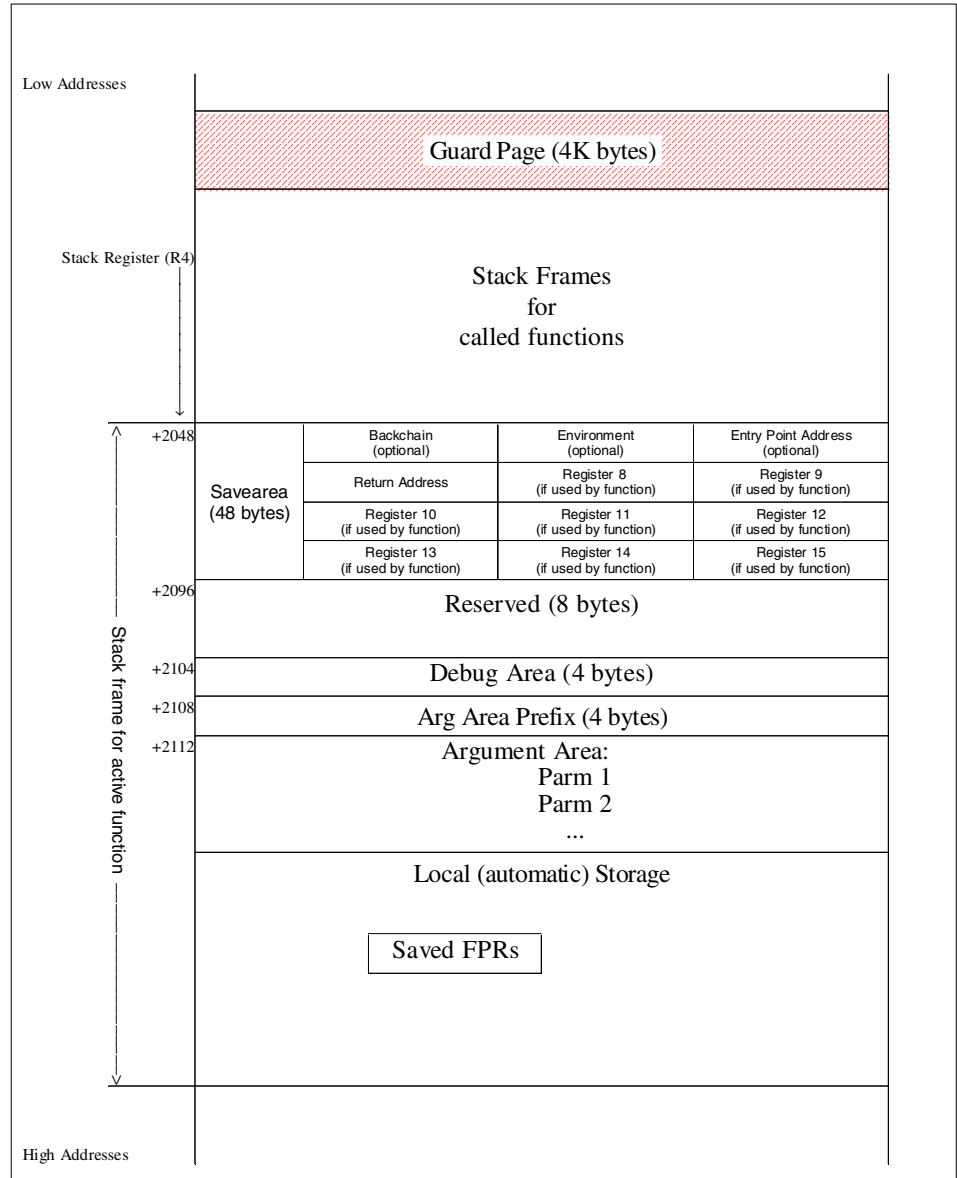 Low Addresses
Guard Page (4K bytes)
Stack Register (R4)
Stack Frames
for
called functions
+2048
Savearea
(48 bytes)
Backchain
(optional)
Environment
(optional)
Entry Point Address
(optional)
Return Address
Register 8
(if used by function)
Register 9
(if used by function)
Register 10
(if used by function)
Register 11
(if used by function)
Register 12
(if used by function)
Register 13
(if used by function)
Register 14
(if used by function)
Register 15
(if used by function)
+2096
Reserved (8 bytes)
Stack frame for active function
+2104
Debug Area (4 bytes)
+2108
Arg Area Prefix (4 bytes)
+2112
Argument Area:
Parm 1
Parm 2
...
Local (automatic) Storage
Saved FPRs
High Addresses